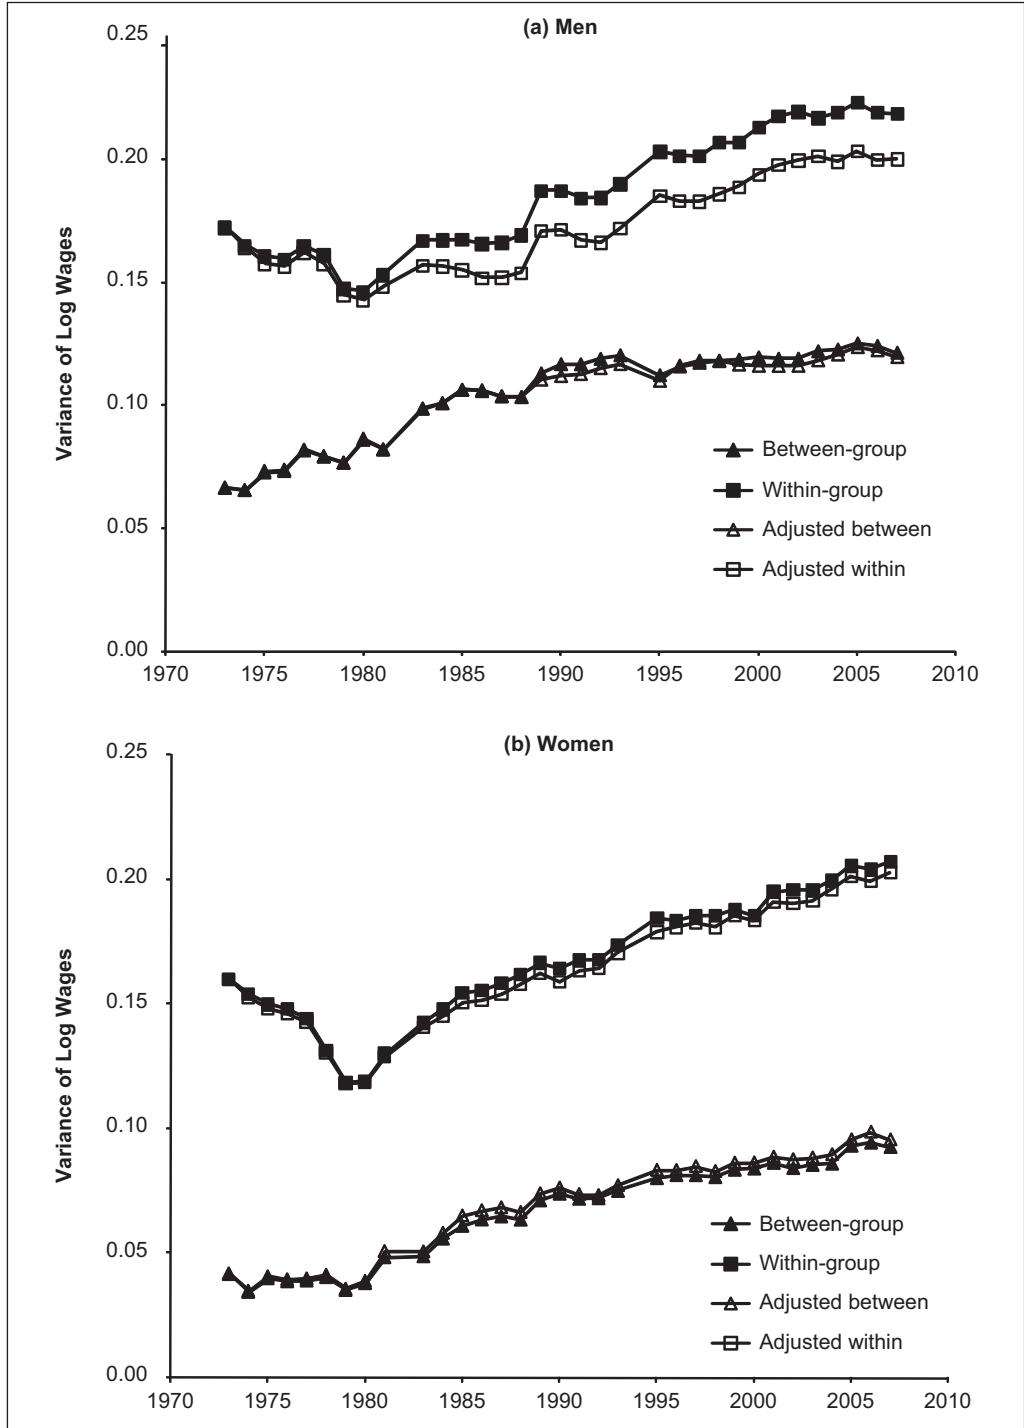 (a) Men
0.25
0.20
0.15
0.10
0.05
0.00
Variance of Log Wages
Between-group
Within-group
Adjusted between
Adjusted within
1970 1975 1980 1985 1990 1995 2000 2005 2010
(b) Women
0.25
0.20
0.15
0.10
0.05
0.00
Variance of Log Wages
Between-group
Within-group
Adjusted between
Adjusted within
1970 1975 1980 1985 1990 1995 2000 2005 2010